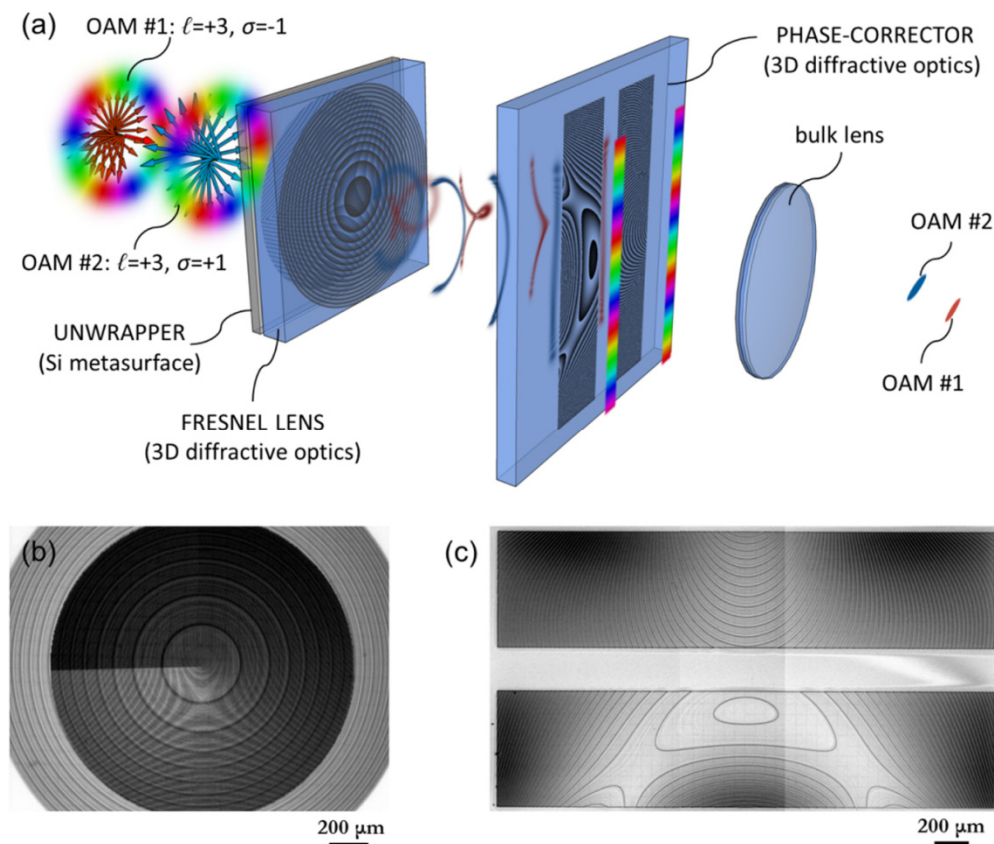 (a)
OAM #1: ℓ=+3, σ=-1
PHASE-CORRECTOR
(3D diffractive optics)
bulk lens
OAM #2
OAM #2: ℓ=+3, σ=+1
UNWRAPPER
(Si metasurface)
OAM #1
FRESNEL LENS
(3D diffractive optics)
(b)
(c)
200 μm
200 μm